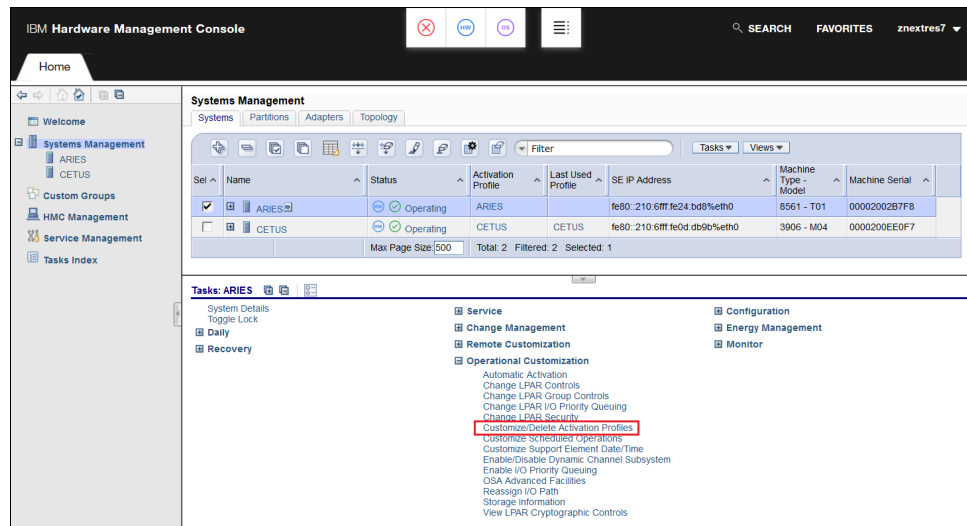 IBM Hardware Management Console
HW
OS
SEARCH
FAVORITES
znextres7
Home
Welcome
Systems Management
ARIES
CETUS
Custom Groups
HMC Management
Service Management
Tasks Index
Systems Management
Systems Partitions Adapters Topology
Filter Tasks Views
Sel Name Status Activation Profile Last Used Profile SE IP Address Machine Type - Model Machine Serial
ARIES Operating ARIES fe80::210:6fff:fe24:bd8%eth0 8561 - T01 00002002B7F8
CETUS Operating CETUS CETUS fe80::210:6fff:fe0d:db9b%eth0 3906 - M04 0000200EE0F7
Max Page Size: 500 Total: 2 Filtered: 2 Selected: 1
Tasks: ARIES
System Details
Toggle Lock
Daily
Recovery
Service
Change Management
Remote Customization
Operational Customization
Automatic Activation
Change LPAR Controls
Change LPAR Group Controls
Change LPAR I/O Priority Queuing
Change LPAR Security
Customize/Delete Activation Profiles
Customize Scheduled Operations
Customize Support Element Date/Time
Enable/Disable Dynamic Channel Subsystem
Enable I/O Priority Queuing
OSA Advanced Facilities
Reassign I/O Path
Storage Information
View LPAR Cryptographic Controls
Configuration
Energy Management
Monitor